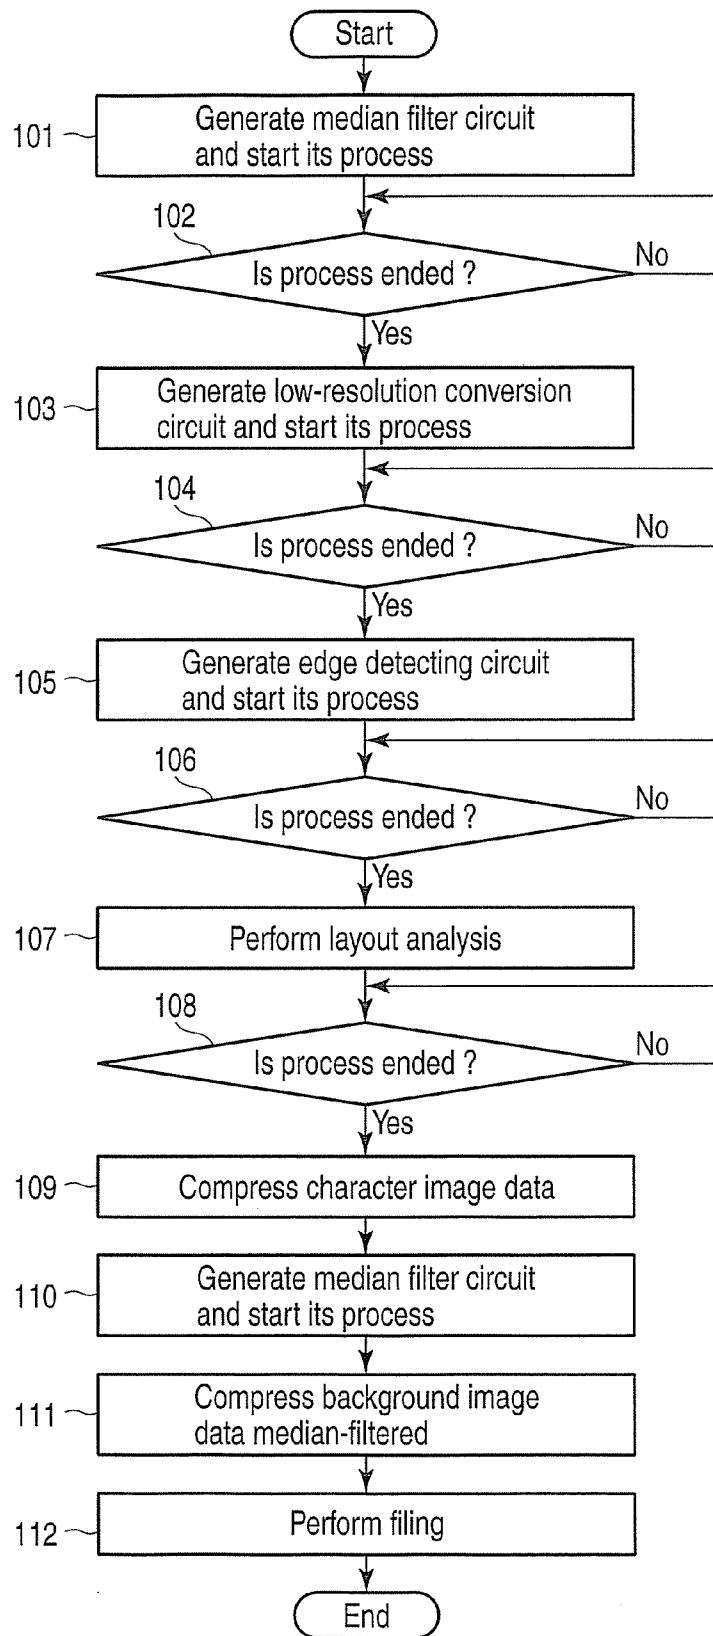 Start
101
Generate median filter circuit
and start its process
102
Is process ended ?
No
Yes
103
Generate low-resolution conversion
circuit and start its process
104
Is process ended ?
No
Yes
105
Generate edge detecting circuit
and start its process
106
Is process ended ?
No
Yes
107
Perform layout analysis
108
Is process ended ?
No
Yes
109
Compress character image data
110
Generate median filter circuit
and start its process
111
Compress background image
data median-filtered
112
Perform filing
End